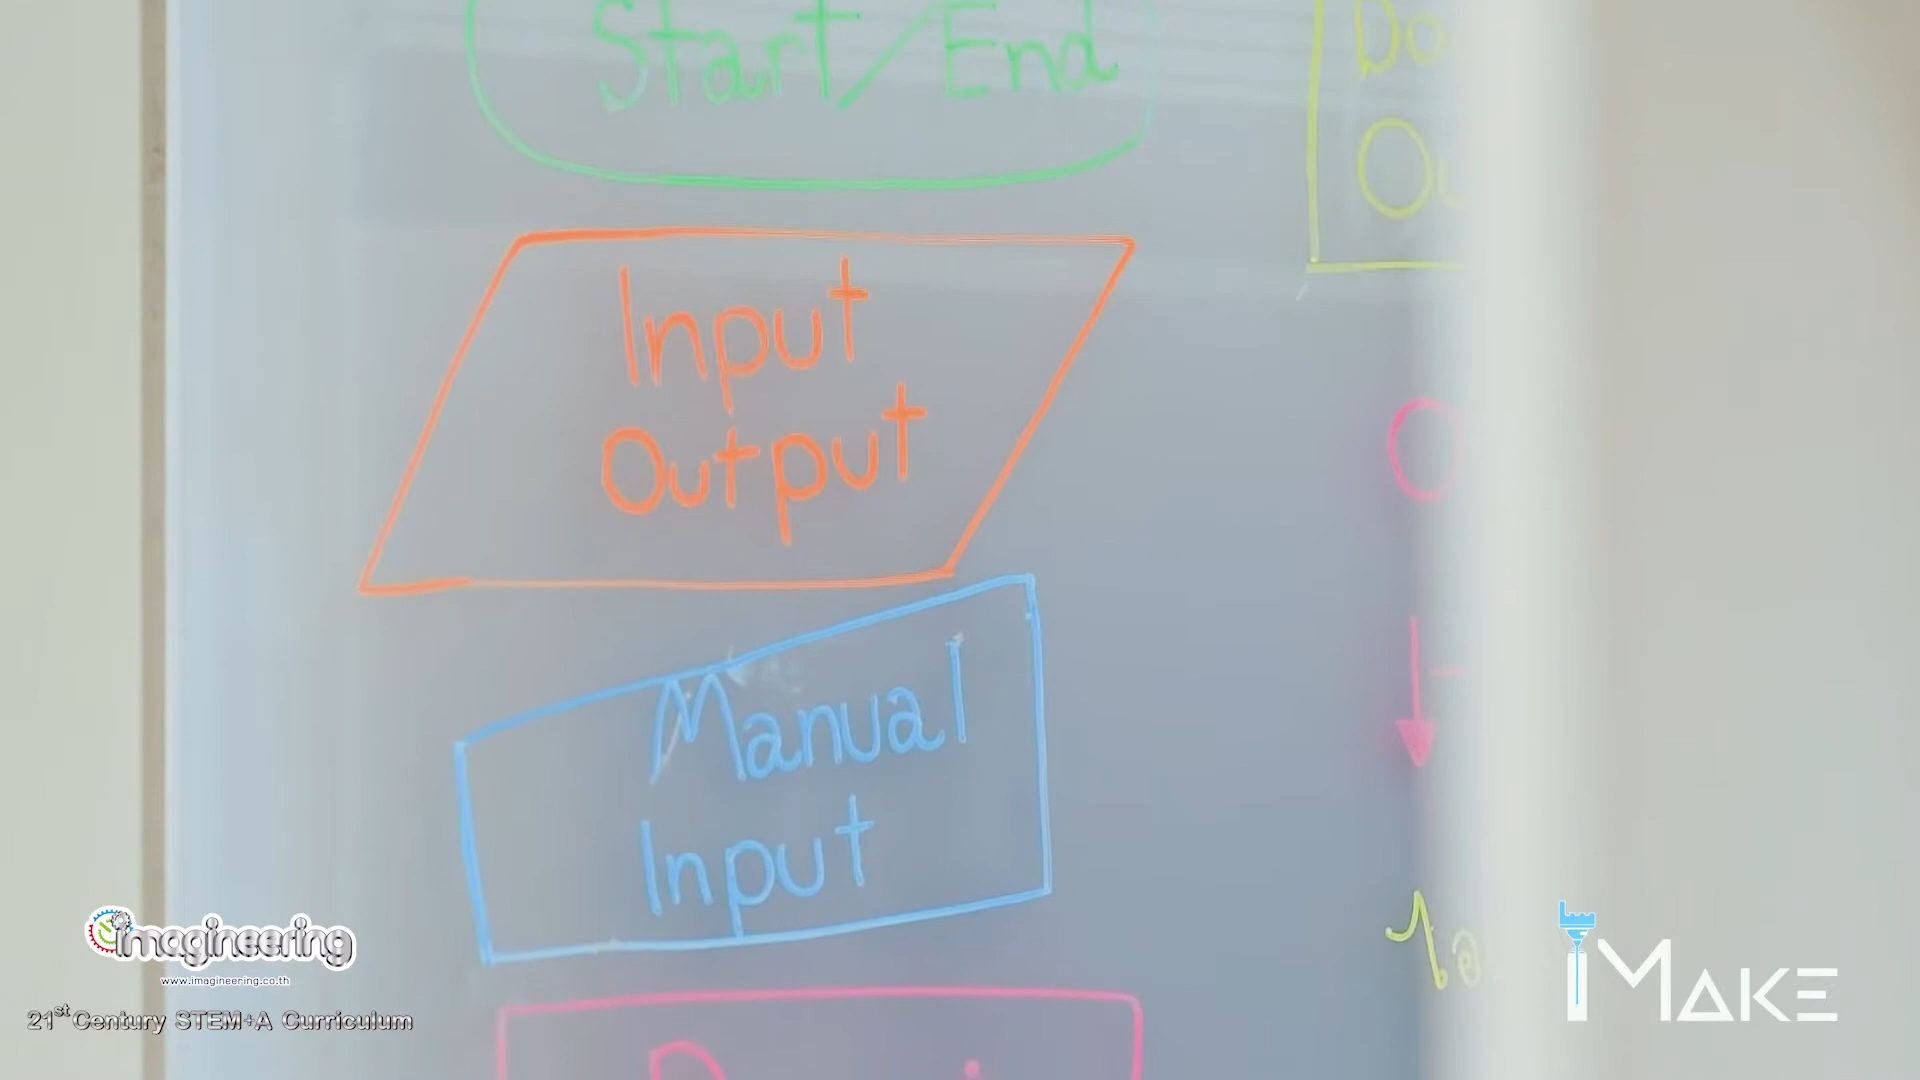 Start/End
Input
Output
Manual
Input
imagineering
www.imagineering.co.th
21st Century STEM+A Curriculum
iMAKE